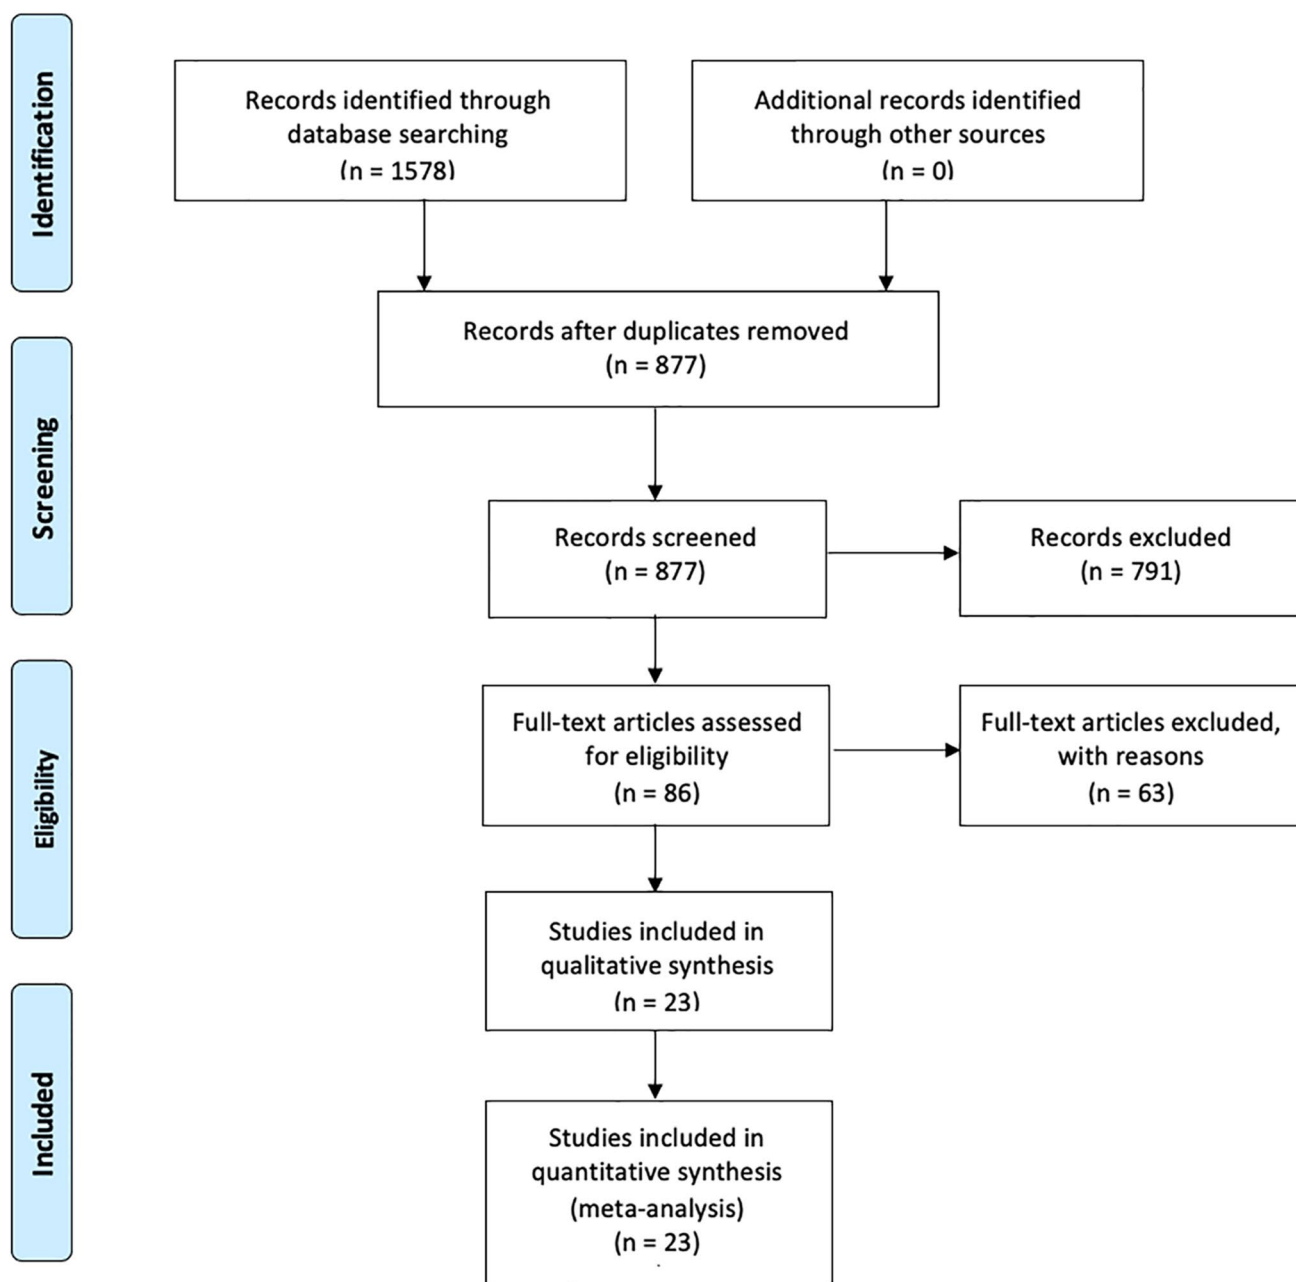 Identification
Records identified through
database searching
(n = 1578)
Additional records identified
through other sources
(n = 0)
Records after duplicates removed
(n = 877)
Screening
Records screened
(n = 877)
Records excluded
(n = 791)
Eligibility
Full-text articles assessed
for eligibility
(n = 86)
Full-text articles excluded,
with reasons
(n = 63)
Studies included in
qualitative synthesis
(n = 23)
Included
Studies included in
quantitative synthesis
(meta-analysis)
(n = 23)